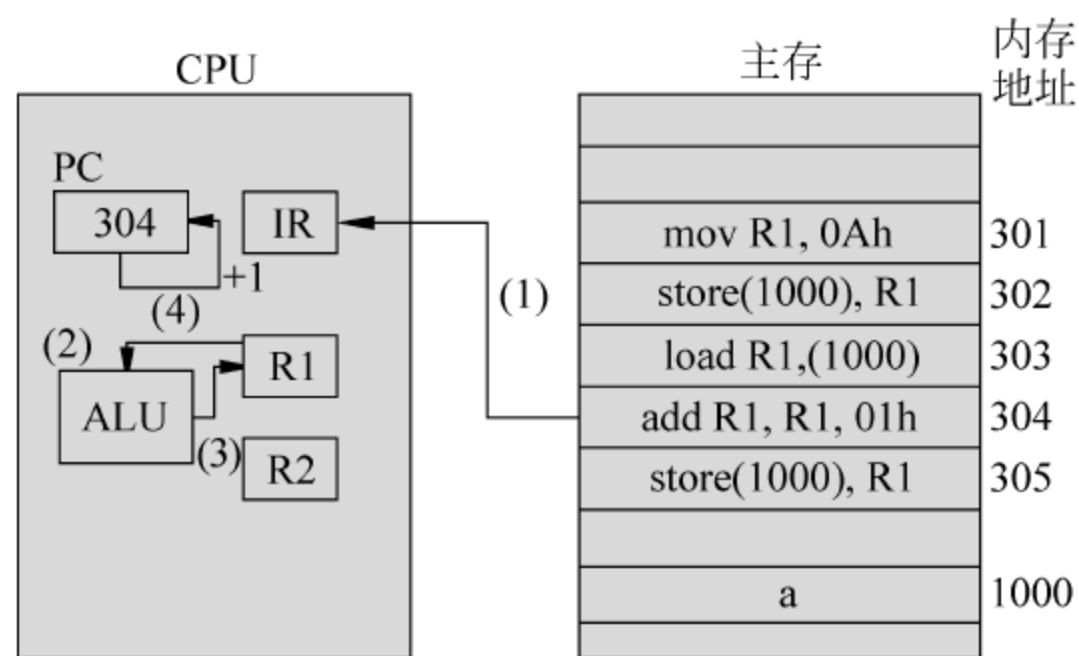 CPU
主存
内存
地址
PC
304
IR
+1
(4)
(2)
R1
ALU
(3)
R2
(1)
mov R1, 0Ah 301
store(1000), R1 302
load R1,(1000) 303
add R1, R1, 01h 304
store(1000), R1 305
a 1000